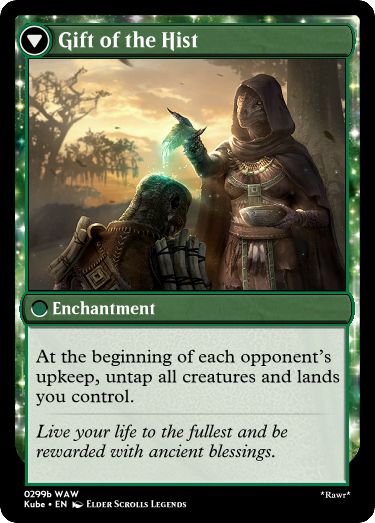 Gift of the Hist
Enchantment
At the beginning of each opponent's
upkeep, untap all creatures and lands
you control.
Live your life to the fullest and be
rewarded with ancient blessings.
0299b WAW
Kube • EN Elder Scrolls Legends
*Rawr*